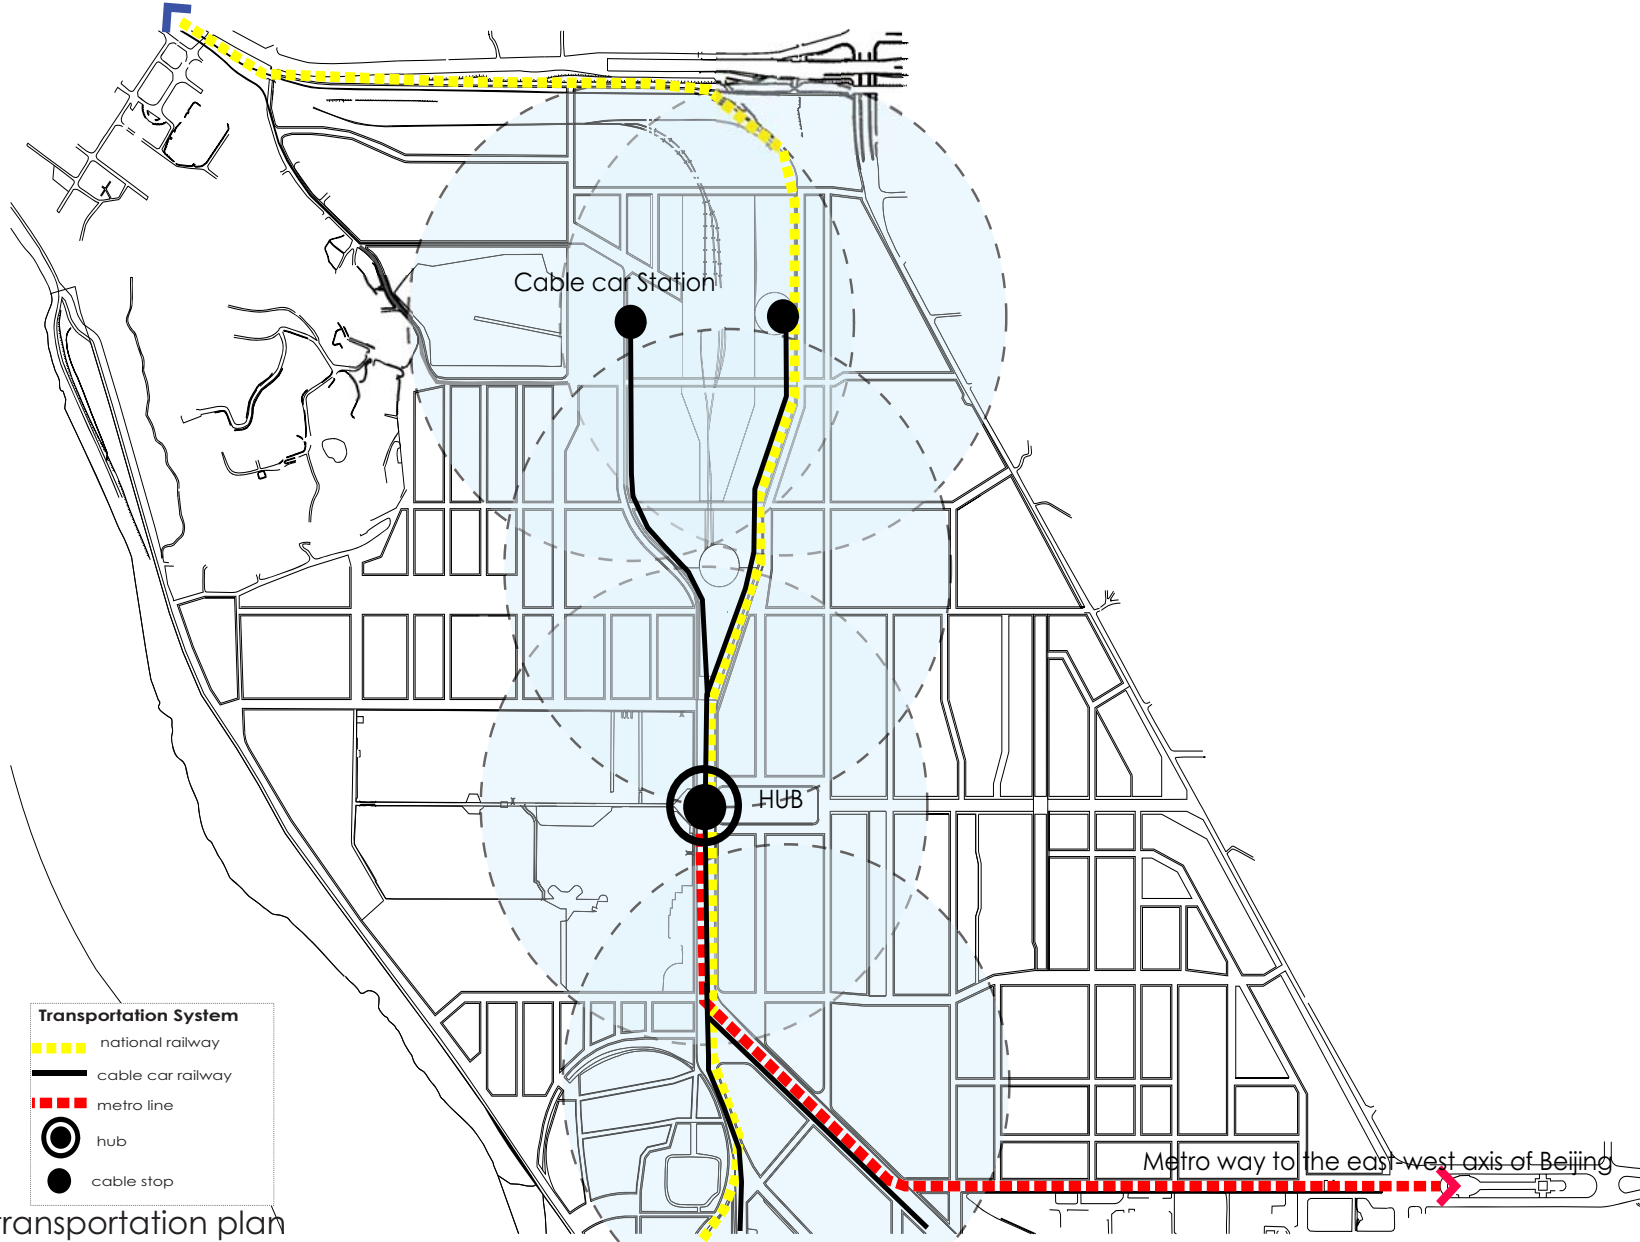 Cable car Station
HUB
Metro way to the east-west axis of Beijing
Transportation System
national railway
cable car railway
metro line
hub
cable stop
transportation plan